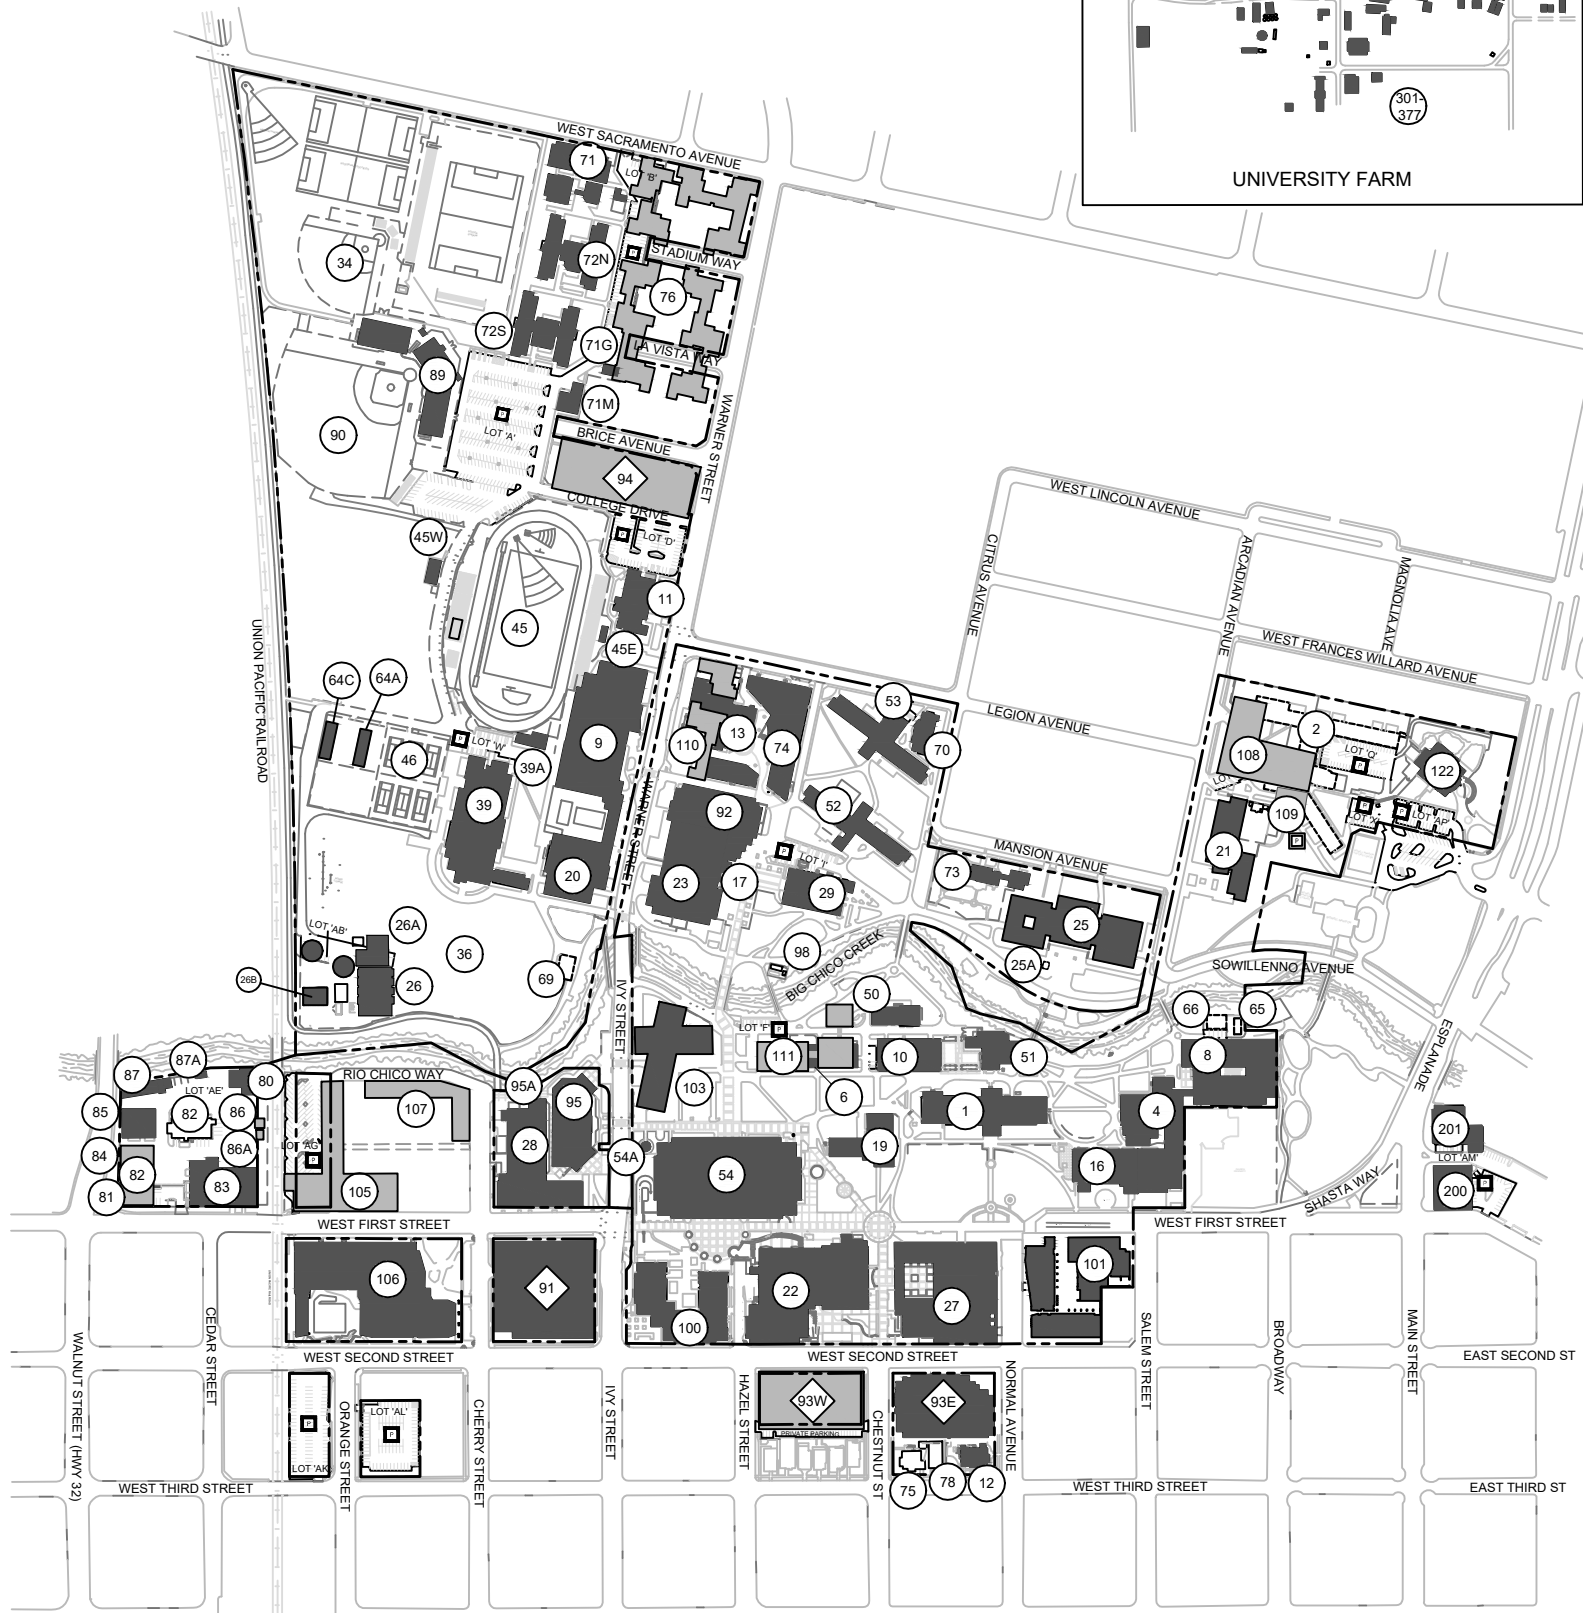 301-
377
UNIVERSITY FARM
WEST SACRAMENTO AVENUE
71
LOT 'B'
34
72N
P
STADIUM WAY
76
72S
71G
LA VISTA WAY
89
71M
P
LOT 'A'
90
BRICE AVENUE
WARNER STREET
94
COLLEGE DRIVE
45W
P
LOT 'D'
WEST LINCOLN AVENUE
CITRUS AVENUE
ARCADIAN AVENUE
MAGNOLIA AVE
11
45
45E
UNION PACIFIC RAILROAD
WEST FRANCES WILLARD AVENUE
64C
64A
53
LEGION AVENUE
P
LOT 'W'
46
39A
9
110
13
74
70
2
108
LOT 'Q'
P
122
39
WARNER STREET
92
52
LOT
109
P
LOT 'X'
P
LOT 'AP'
P
21
MANSION AVENUE
20
23
17
P
LOT 'T'
29
73
25
LOT 'AB'
26A
36
98
BIG CHICO CREEK
25A
SOWILLENNO AVENUE
26B
26
69
IVY STREET
50
66
65
LOT 'F'
P
111
10
51
8
ESPLANADE
87
87A
80
RIO CHICO WAY
95A
95
103
6
1
4
85
LOT 'AE'
82
86
107
86A
LOT 'AG'
P
28
54A
19
201
LOT 'AM'
84
82
83
105
54
16
200
P
81
SHASTA WAY
WEST FIRST STREET
WEST FIRST STREET
106
91
22
27
101
100
CEDAR STREET
WALNUT STREET (HWY 32)
WEST SECOND STREET
WEST SECOND STREET
SALEM STREET
BROADWAY
MAIN STREET
EAST SECOND ST
P
LOT 'AK'
ORANGE STREET
LOT 'AL'
P
CHERRY STREET
IVY STREET
HAZEL STREET
93W
PRIVATE PARKING
CHESTNUT ST
93E
NORMAL AVENUE
75
78
12
WEST THIRD STREET
WEST THIRD STREET
EAST THIRD ST